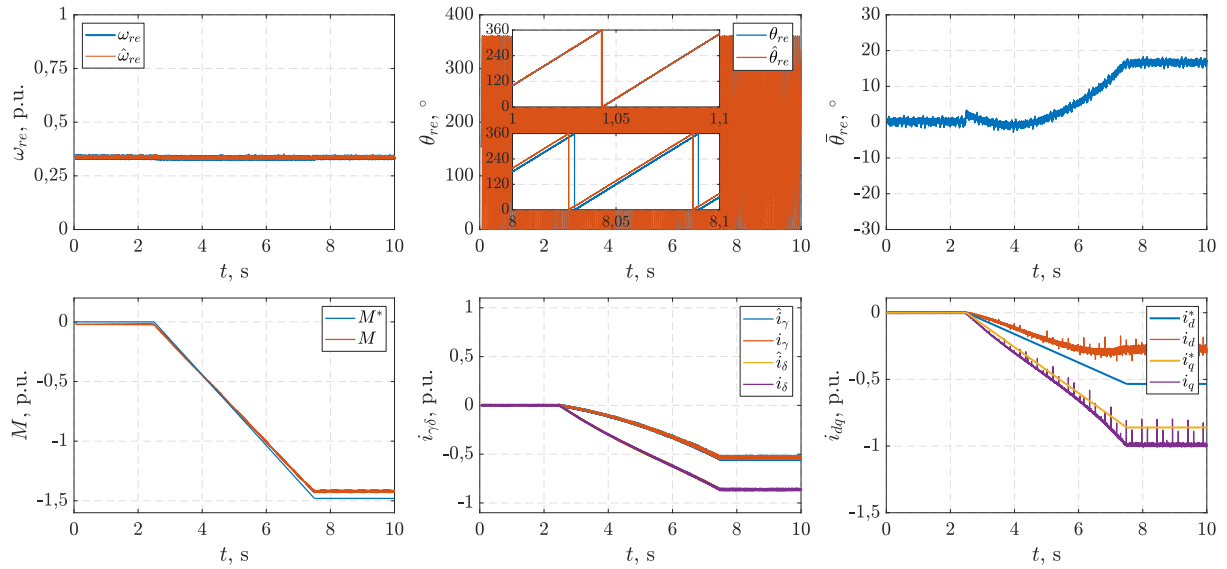 1
0,75
0,5
0,25
0
0 2 4 6 8 10
ω_re, p.u.
t, s
ω_re
ω̂_re
400
300
200
100
0
0 2 4 6 8 10
θ_re, °
t, s
θ_re
θ̂_re
360
240
120
0
1 1,05 1,1
360
240
120
0
8 8,05 8,1
30
20
10
0
-10
-20
-30
0 2 4 6 8 10
θ̄_re, °
t, s
0
-0,5
-1
-1,5
0 2 4 6 8 10
M, p.u.
t, s
M*
M
1
0,5
0
-0,5
-1
0 2 4 6 8 10
i_γδ, p.u.
t, s
î_γ
i_γ
î_δ
i_δ
0
-0,5
-1
-1,5
0 2 4 6 8 10
i_dq, p.u.
t, s
i*_d
i_d
i*_q
i_q